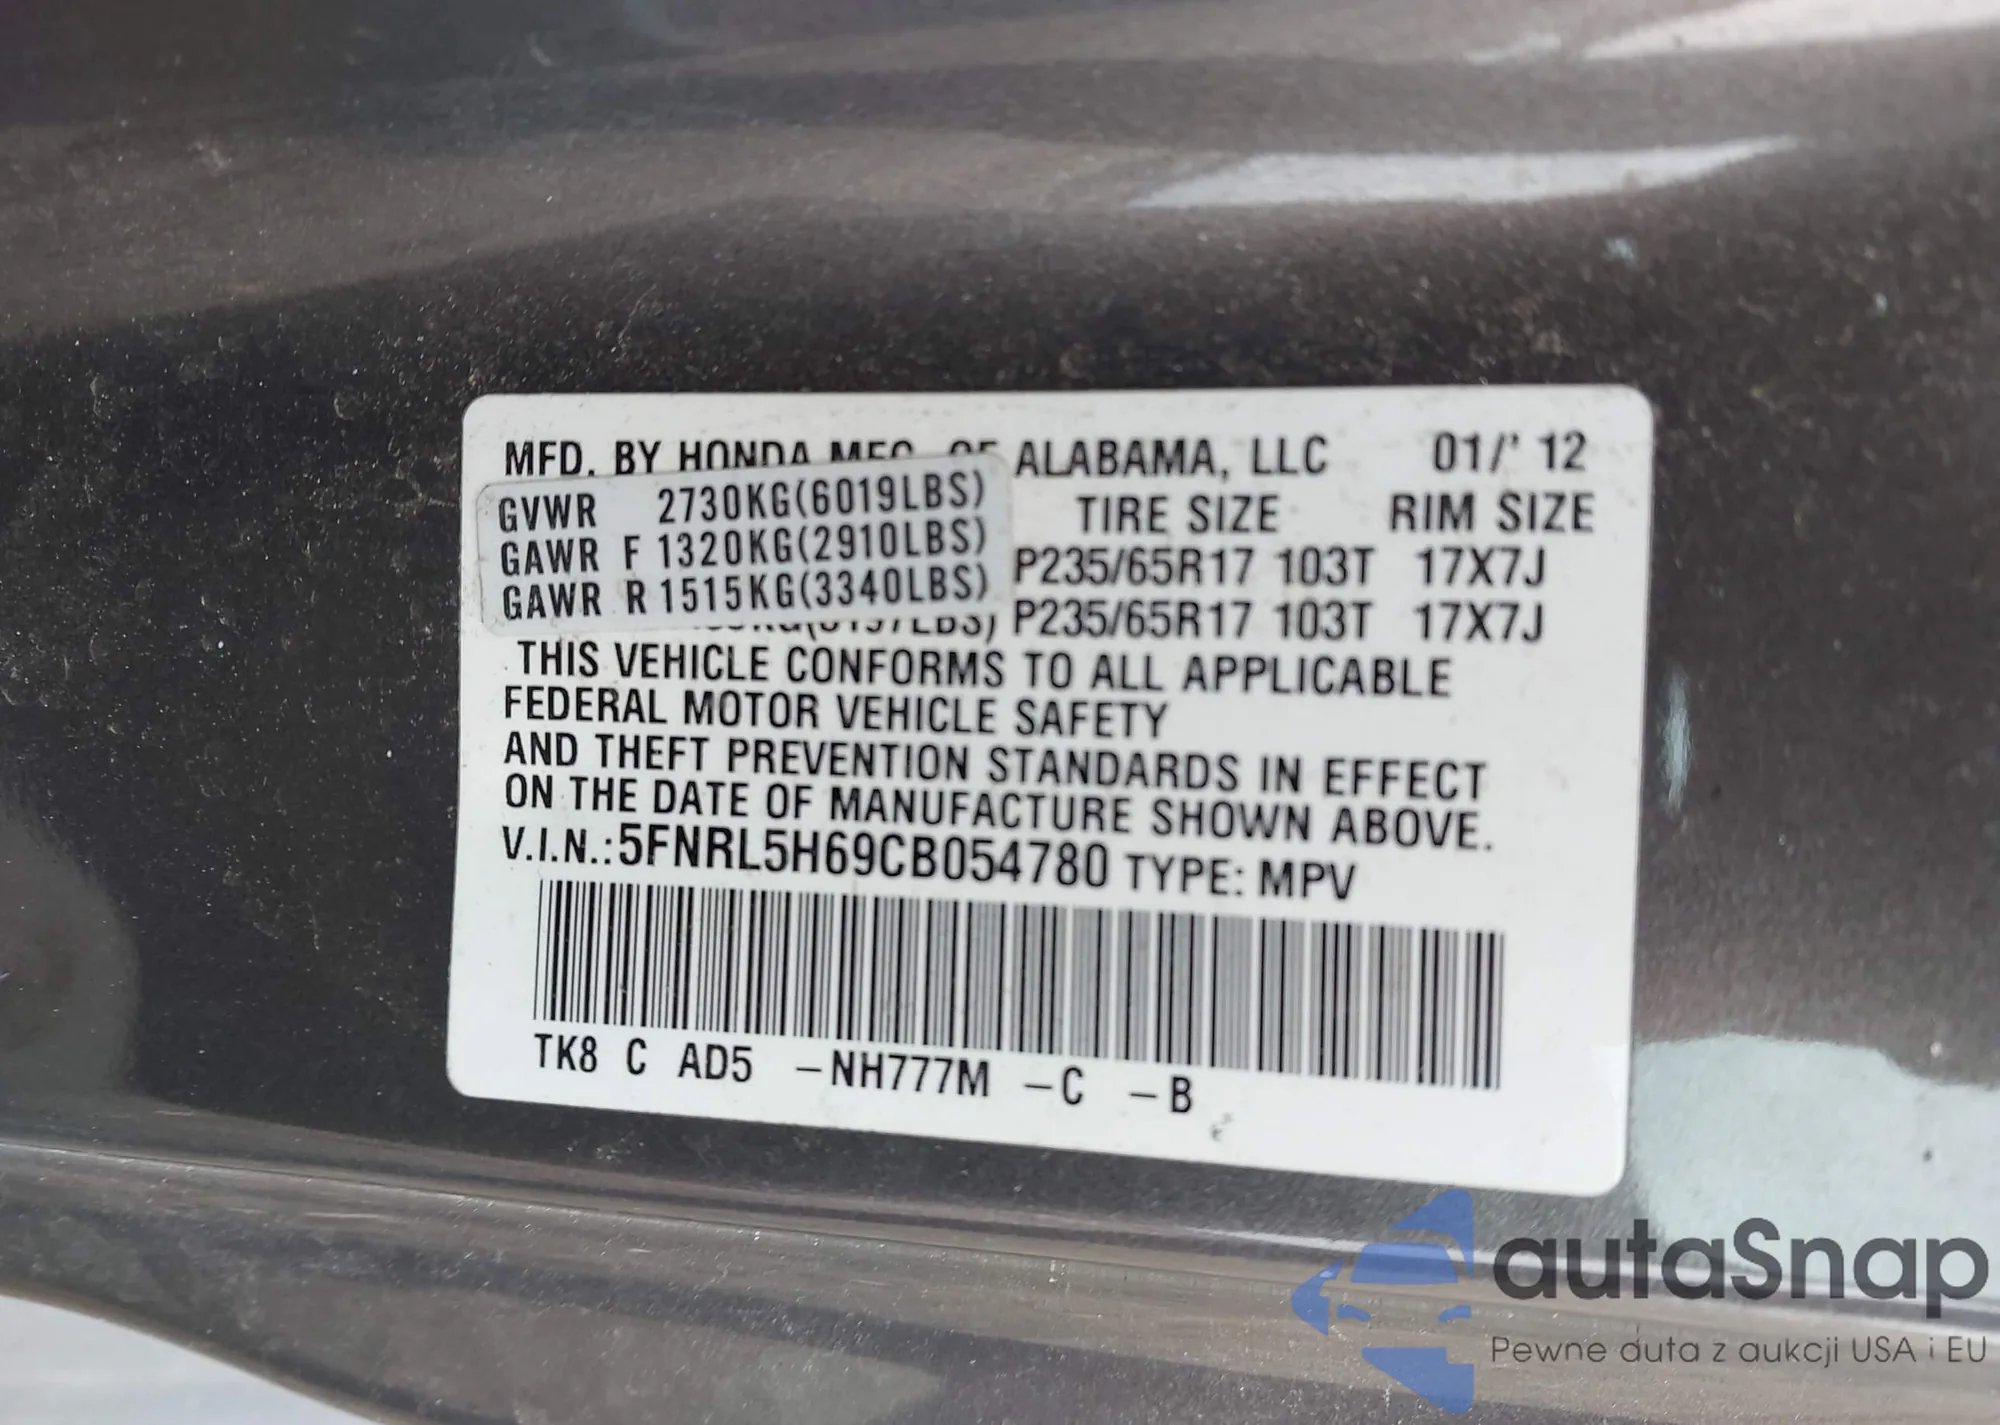 MFD. BY HONDA MFG. OF ALABAMA, LLC 01/' 12
GVWR 2730KG(6019LBS) TIRE SIZE RIM SIZE
GAWR F 1320KG(2910LBS) P235/65R17 103T 17X7J
GAWR R 1515KG(3340LBS) P235/65R17 103T 17X7J
THIS VEHICLE CONFORMS TO ALL APPLICABLE
FEDERAL MOTOR VEHICLE SAFETY
AND THEFT PREVENTION STANDARDS IN EFFECT
ON THE DATE OF MANUFACTURE SHOWN ABOVE.
V.I.N.:5FNRL5H69CB054780 TYPE: MPV
TK8 C AD5 -NH777M -C -B
autaSnap
Pewne auta z aukcji USA i EU